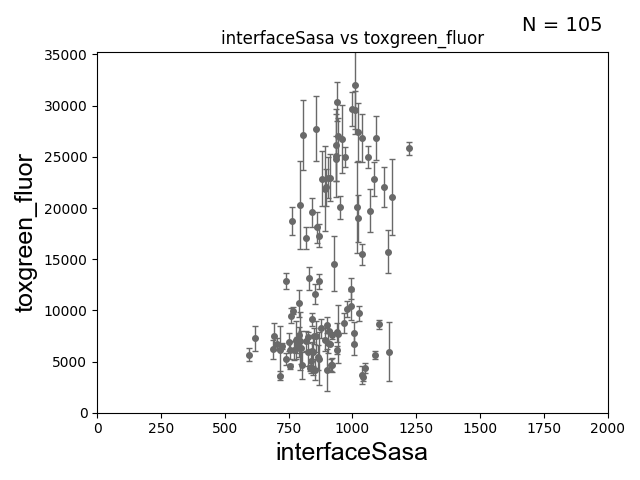 N = 105
interfaceSasa vs toxgreen_fluor
35000
30000
25000
20000
15000
10000
5000
0
toxgreen_fluor
0 250 500 750 1000 1250 1500 1750 2000
interfaceSasa